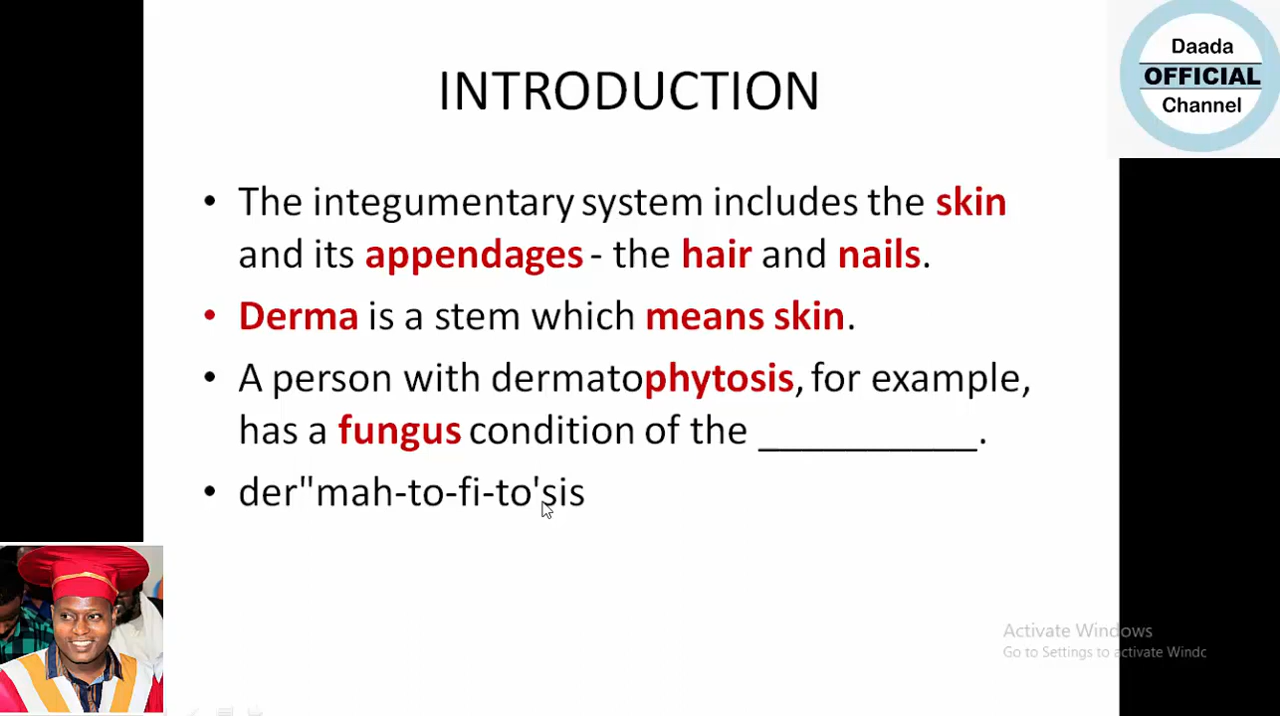 Daada
OFFICIAL
Channel
INTRODUCTION
• The integumentary system includes the skin
and its appendages - the hair and nails.
• Derma is a stem which means skin.
• A person with dermatophytosis, for example,
has a fungus condition of the ___________.
• der"mah-to-fi-to'sis
Activate Windows
Go to Settings to activate Windc